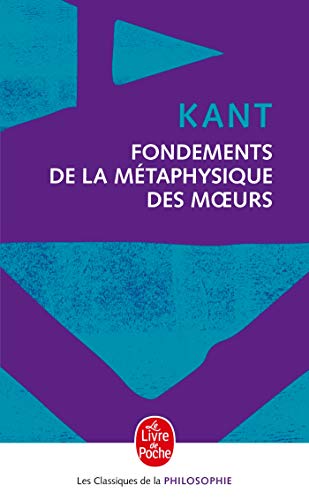 KANT
FONDEMENTS
DE LA MÉTAPHYSIQUE
DES MŒURS
Le
Livre
de
Poche
Les Classiques de la PHILOSOPHIE